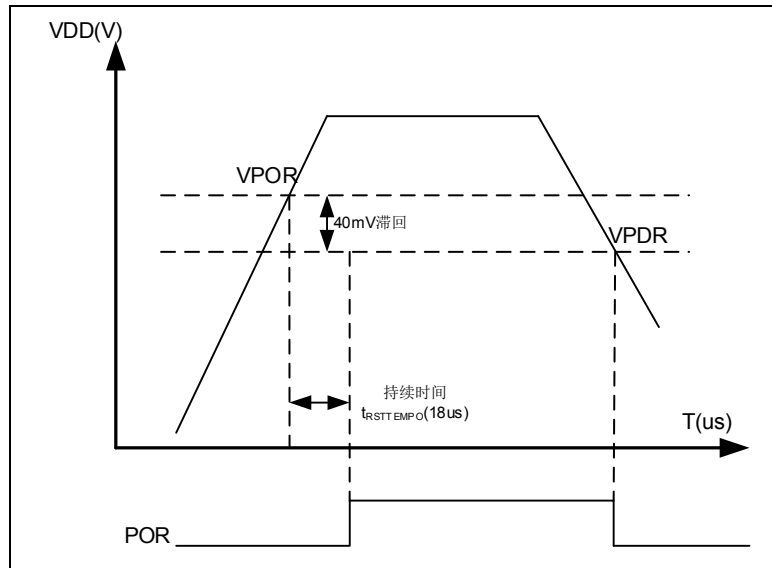 VDD(V)
VPOR
40mV滞回
VPDR
持续时间
tRSTTEMPO(18us)
T(us)
POR